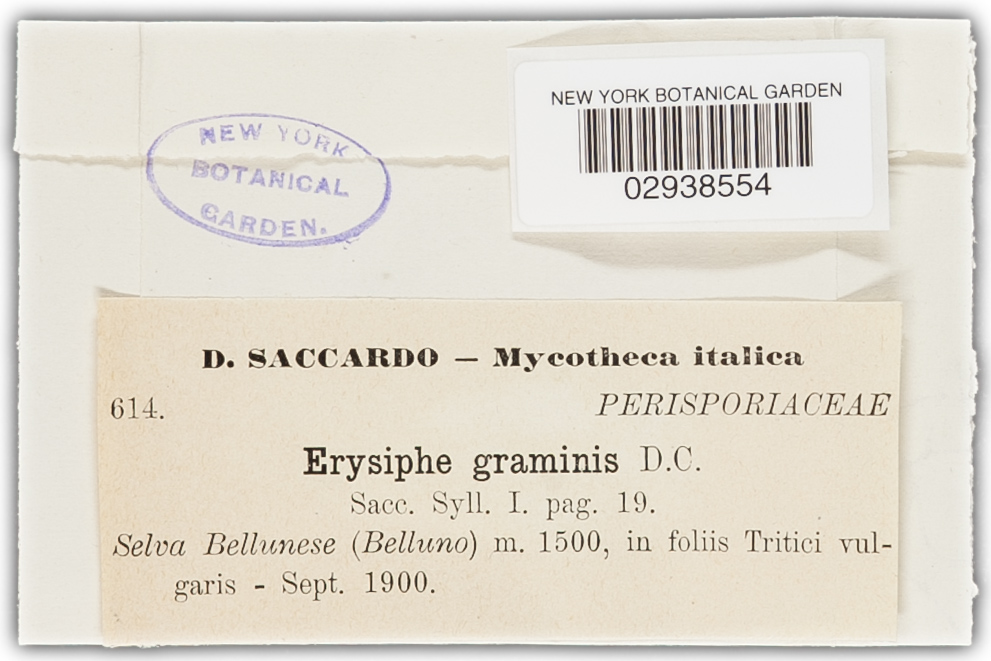 NEW YORK BOTANICAL GARDEN
02938554
NEW YORK
BOTANICAL
GARDEN.
D. SACCARDO — Mycotheca italica
614. PERISPORIACEAE
Erysiphe graminis D.C.
Sacc. Syll. I. pag. 19.
Selva Bellunese (Belluno) m. 1500, in foliis Tritici vul-
garis - Sept. 1900.